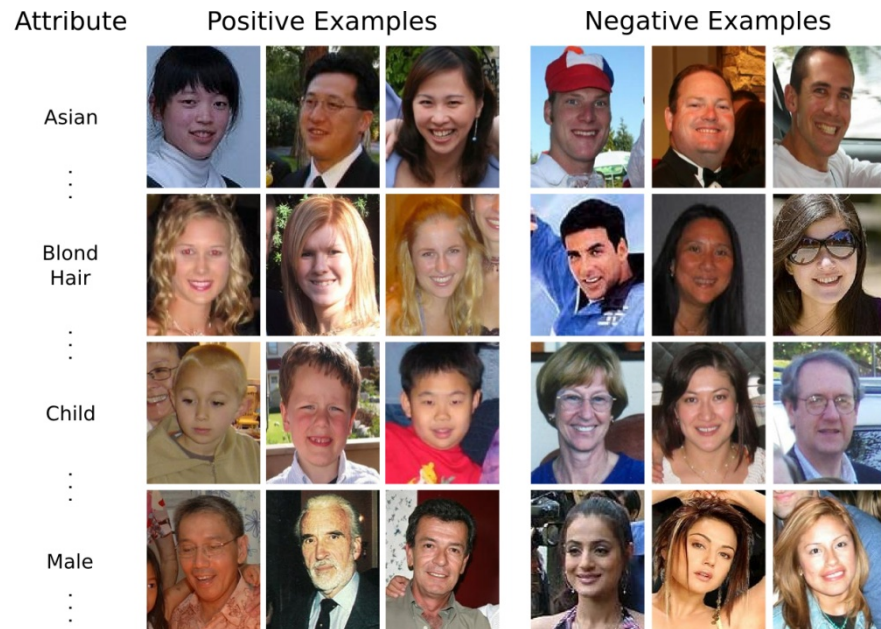 Attribute Positive Examples Negative Examples
Asian
Blond
Hair
Child
Male